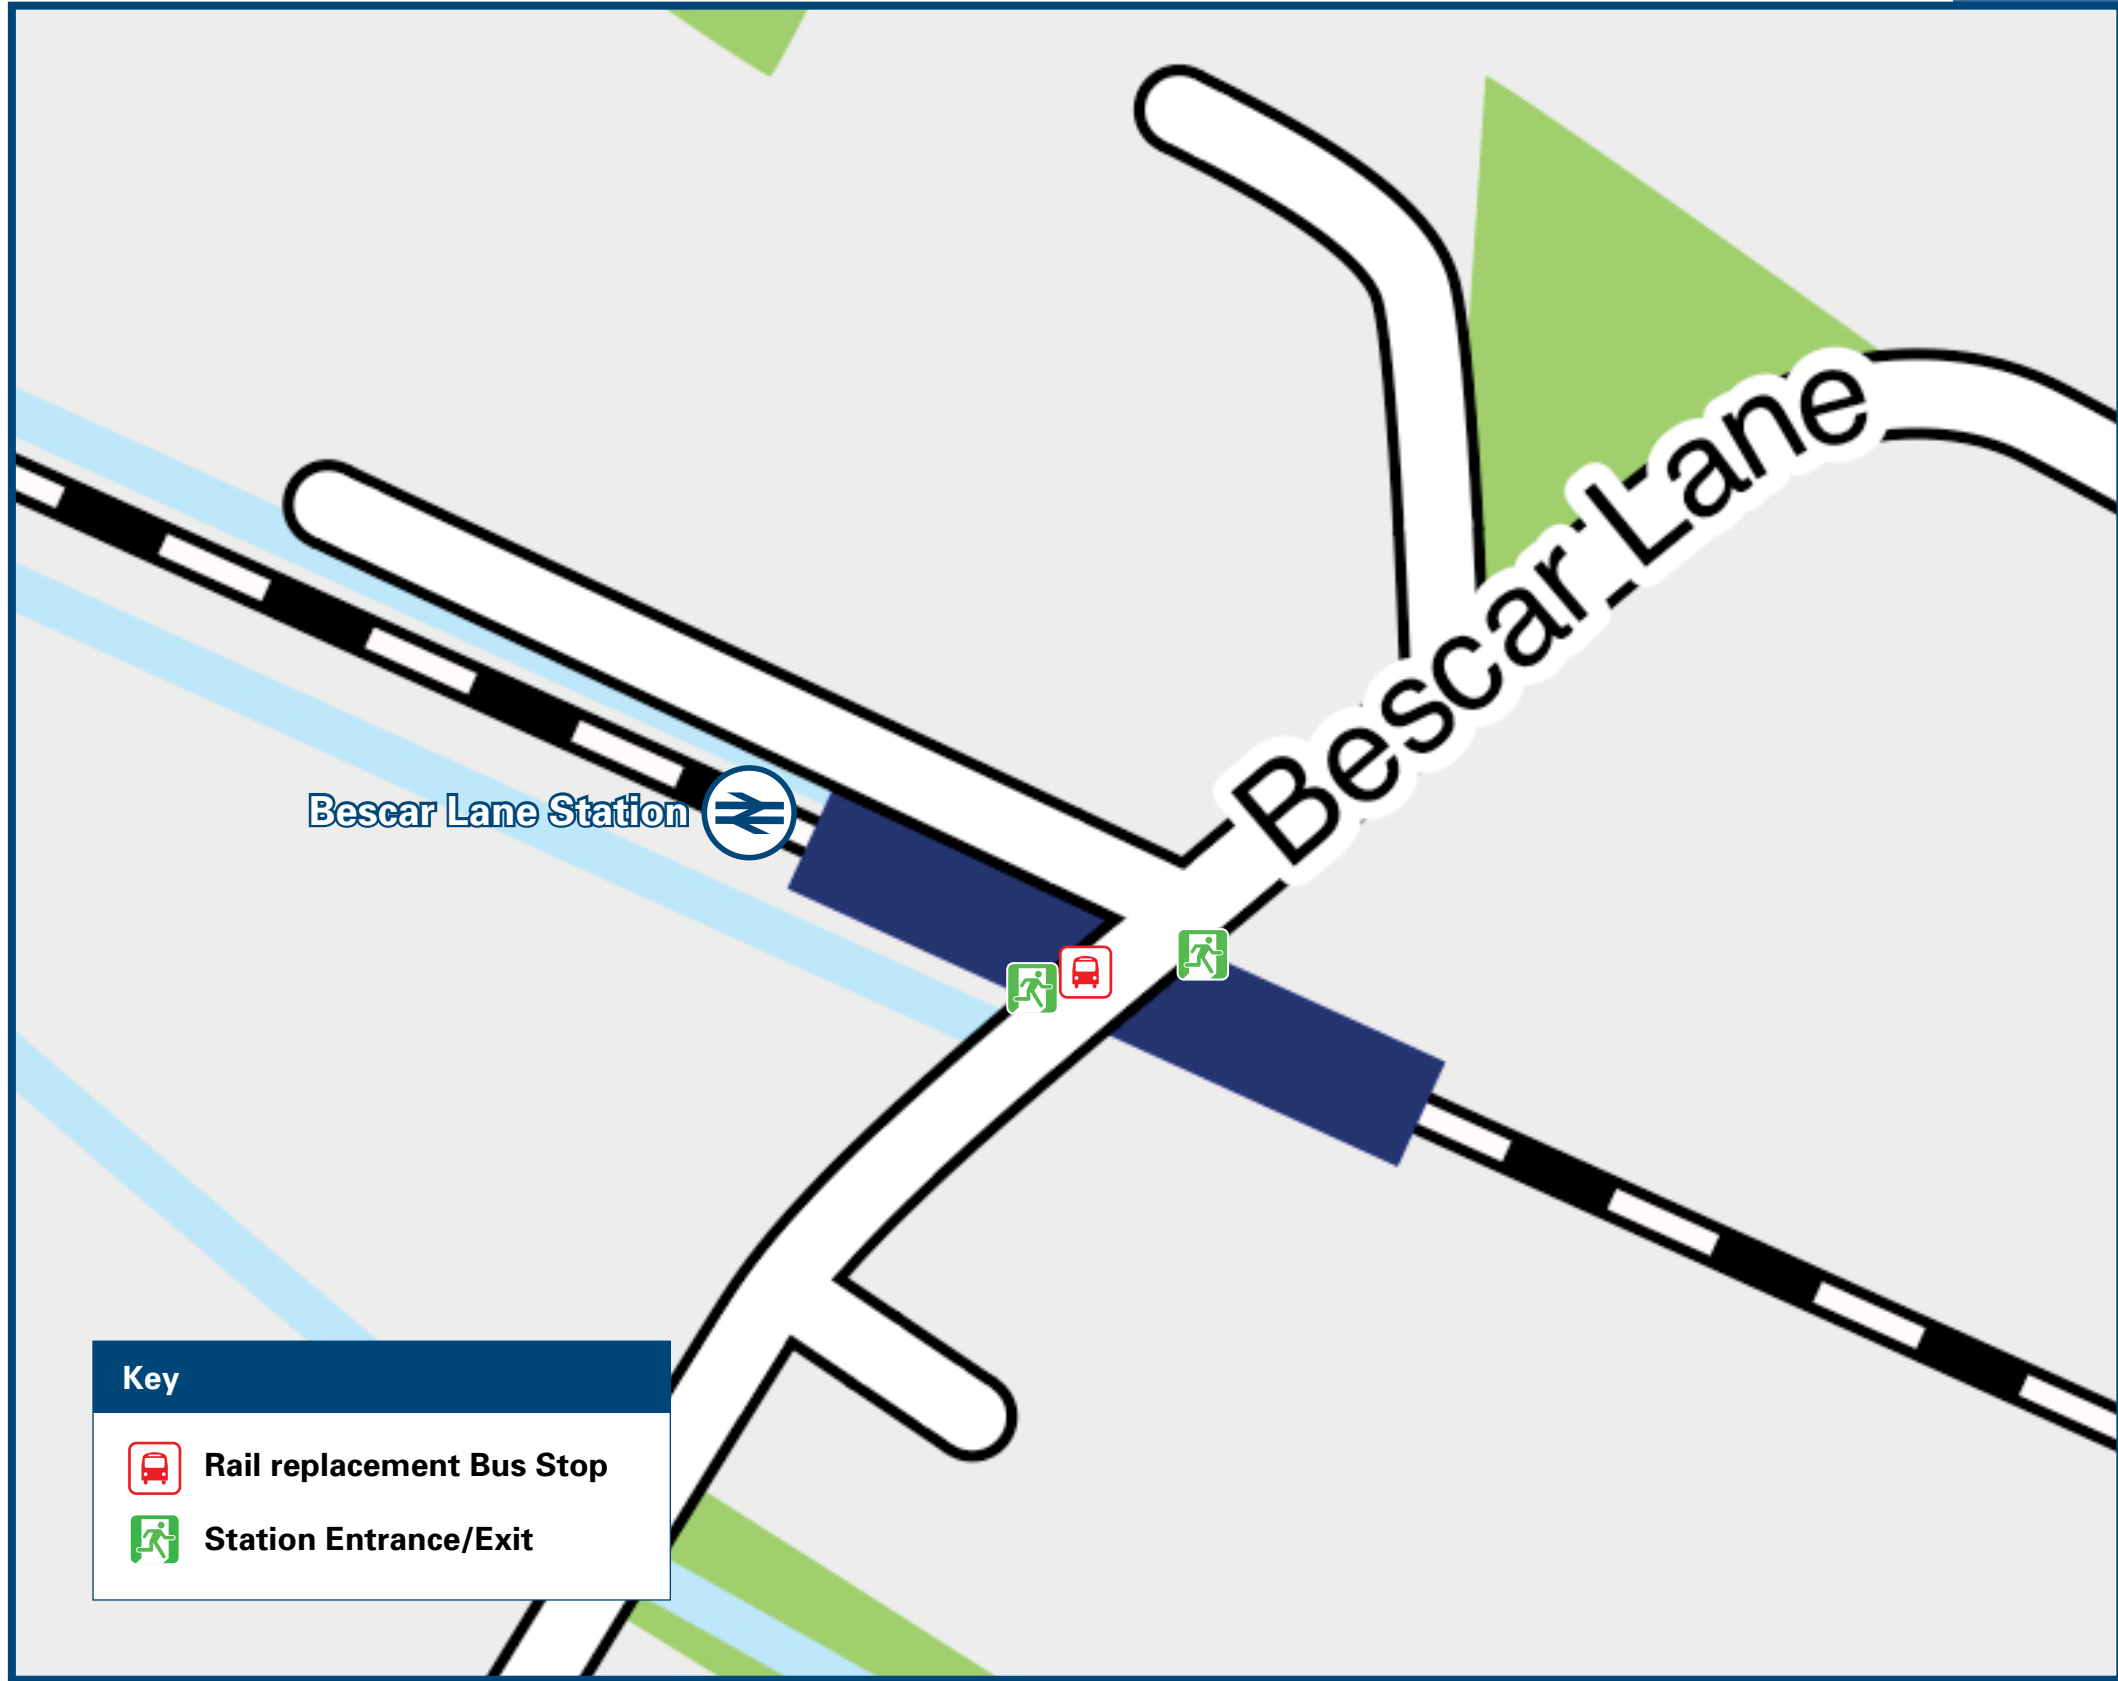 Bescar Lane
Bescar Lane Station
Key
Rail replacement Bus Stop
Station Entrance/Exit